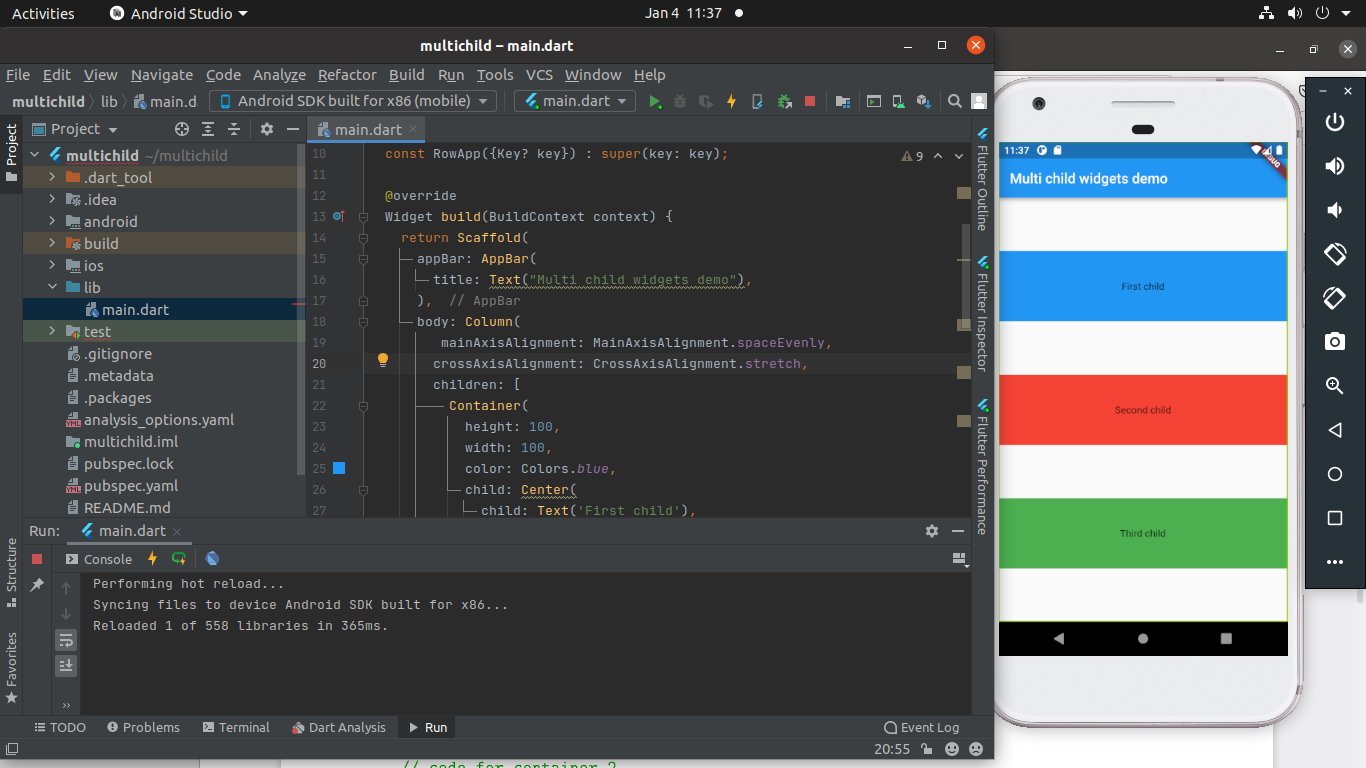 Activities
Android Studio
Jan 4 11:37
multichild – main.dart
File Edit View Navigate Code Analyze Refactor Build Run Tools VCS Window Help
multichild lib main.d
Android SDK built for x86 (mobile)
main.dart
Project
Project
main.dart
multichild ~/multichild
.dart_tool
.idea
android
build
ios
lib
main.dart
test
.gitignore
.metadata
.packages
analysis_options.yaml
multichild.iml
pubspec.lock
pubspec.yaml
README.md
10 const RowApp({Key? key}) : super(key: key);
11
12 @override
13 Widget build(BuildContext context) {
14 return Scaffold(
15 appBar: AppBar(
16 title: Text("Multi child widgets demo"),
17 ), // AppBar
18 body: Column(
19 mainAxisAlignment: MainAxisAlignment.spaceEvenly,
20 crossAxisAlignment: CrossAxisAlignment.stretch,
21 children: [
22 Container(
23 height: 100,
24 width: 100,
25 color: Colors.blue,
26 child: Center(
27 child: Text('First child'),
9
Flutter Outline
Flutter Inspector
Flutter Performance
Run: main.dart
Console
Performing hot reload...
Syncing files to device Android SDK built for x86...
Reloaded 1 of 558 libraries in 365ms.
Structure
Favorites
TODO Problems Terminal Dart Analysis Run Event Log
20:55
// code for container 2
11:37
DEBUG
Multi child widgets demo
First child
Second child
Third child